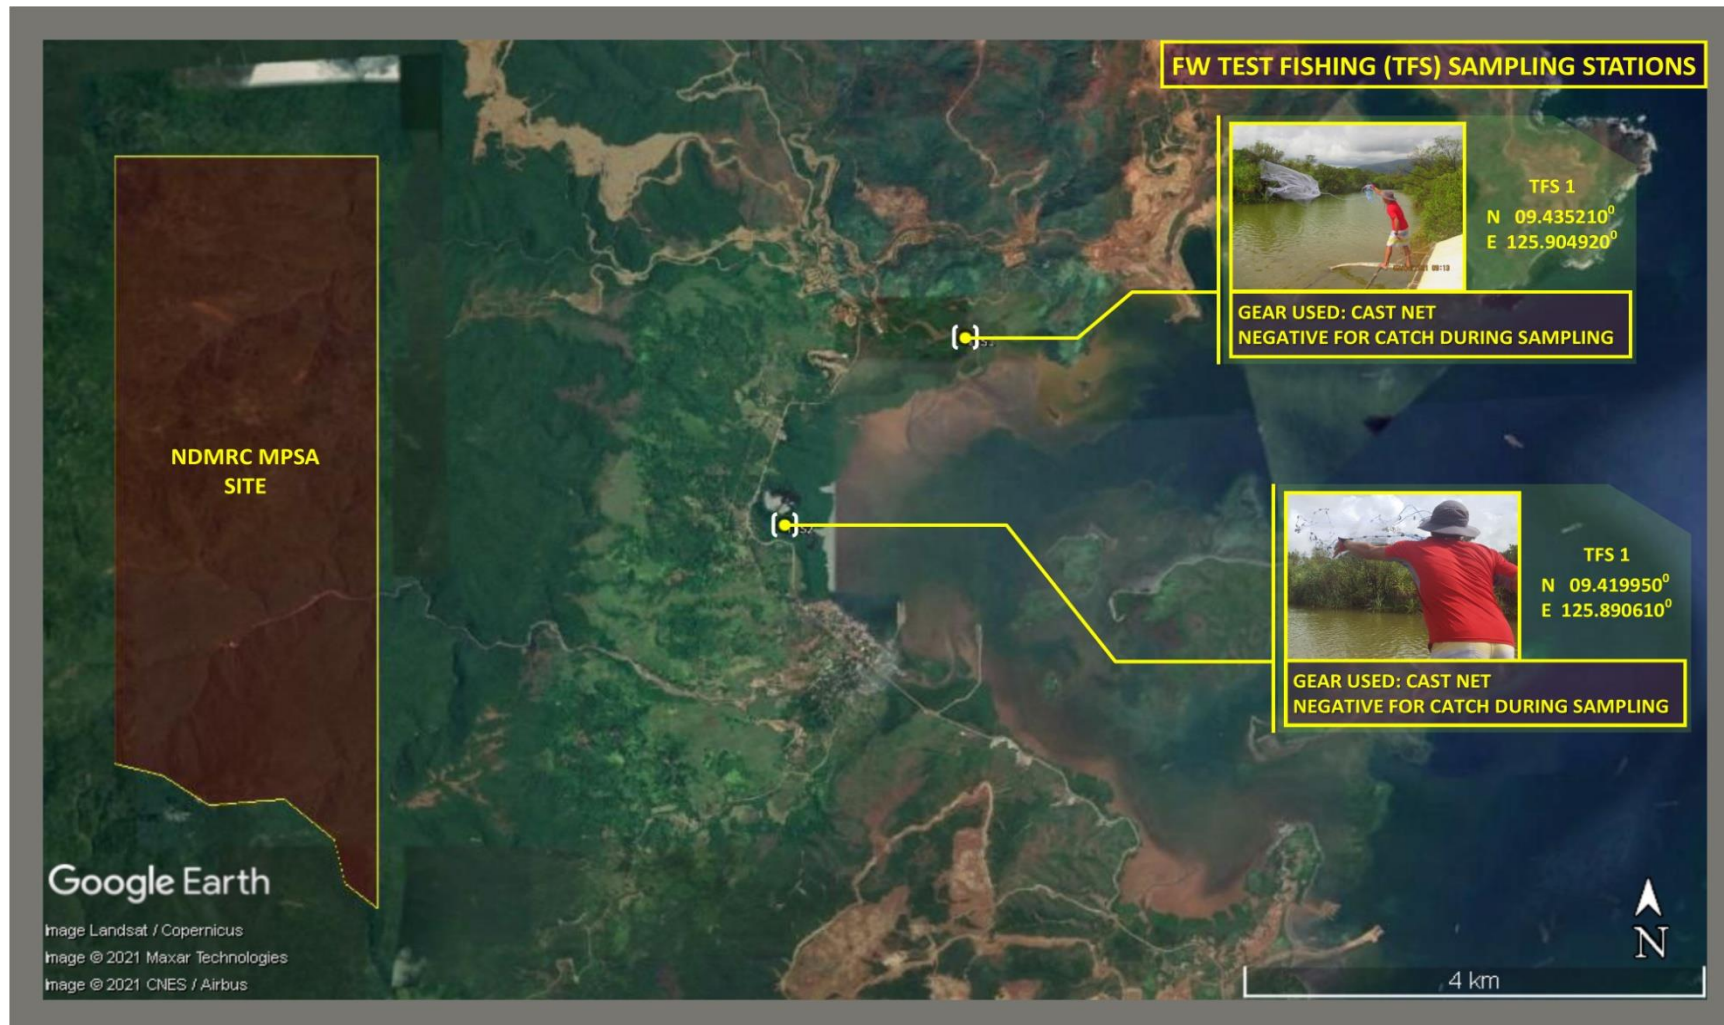 FW TEST FISHING (TFS) SAMPLING STATIONS
TFS 1
N 09.435210⁰
E 125.904920⁰
GEAR USED: CAST NET
NEGATIVE FOR CATCH DURING SAMPLING
NDMRC MPSA
SITE
S2
TFS 1
N 09.419950⁰
E 125.890610⁰
GEAR USED: CAST NET
NEGATIVE FOR CATCH DURING SAMPLING
Google Earth
Image Landsat / Copernicus
Image © 2021 Maxar Technologies
Image © 2021 CNES / Airbus
N
4 km